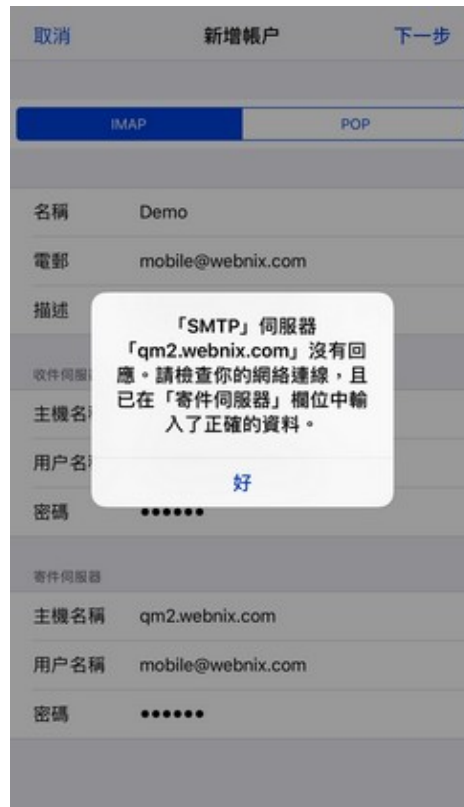 取消 新增帳户 下一步
IMAP POP
名稱 Demo
電郵 mobile@webnix.com
描述
「SMTP」伺服器
「qm2.webnix.com」沒有回
應。請檢查你的網絡連線，且
已在「寄件伺服器」欄位中輸
入了正確的資料。
好
收件伺服
主機名
用户名
密碼 ●●●●●●
寄件伺服器
主機名稱 qm2.webnix.com
用户名稱 mobile@webnix.com
密碼 ●●●●●●